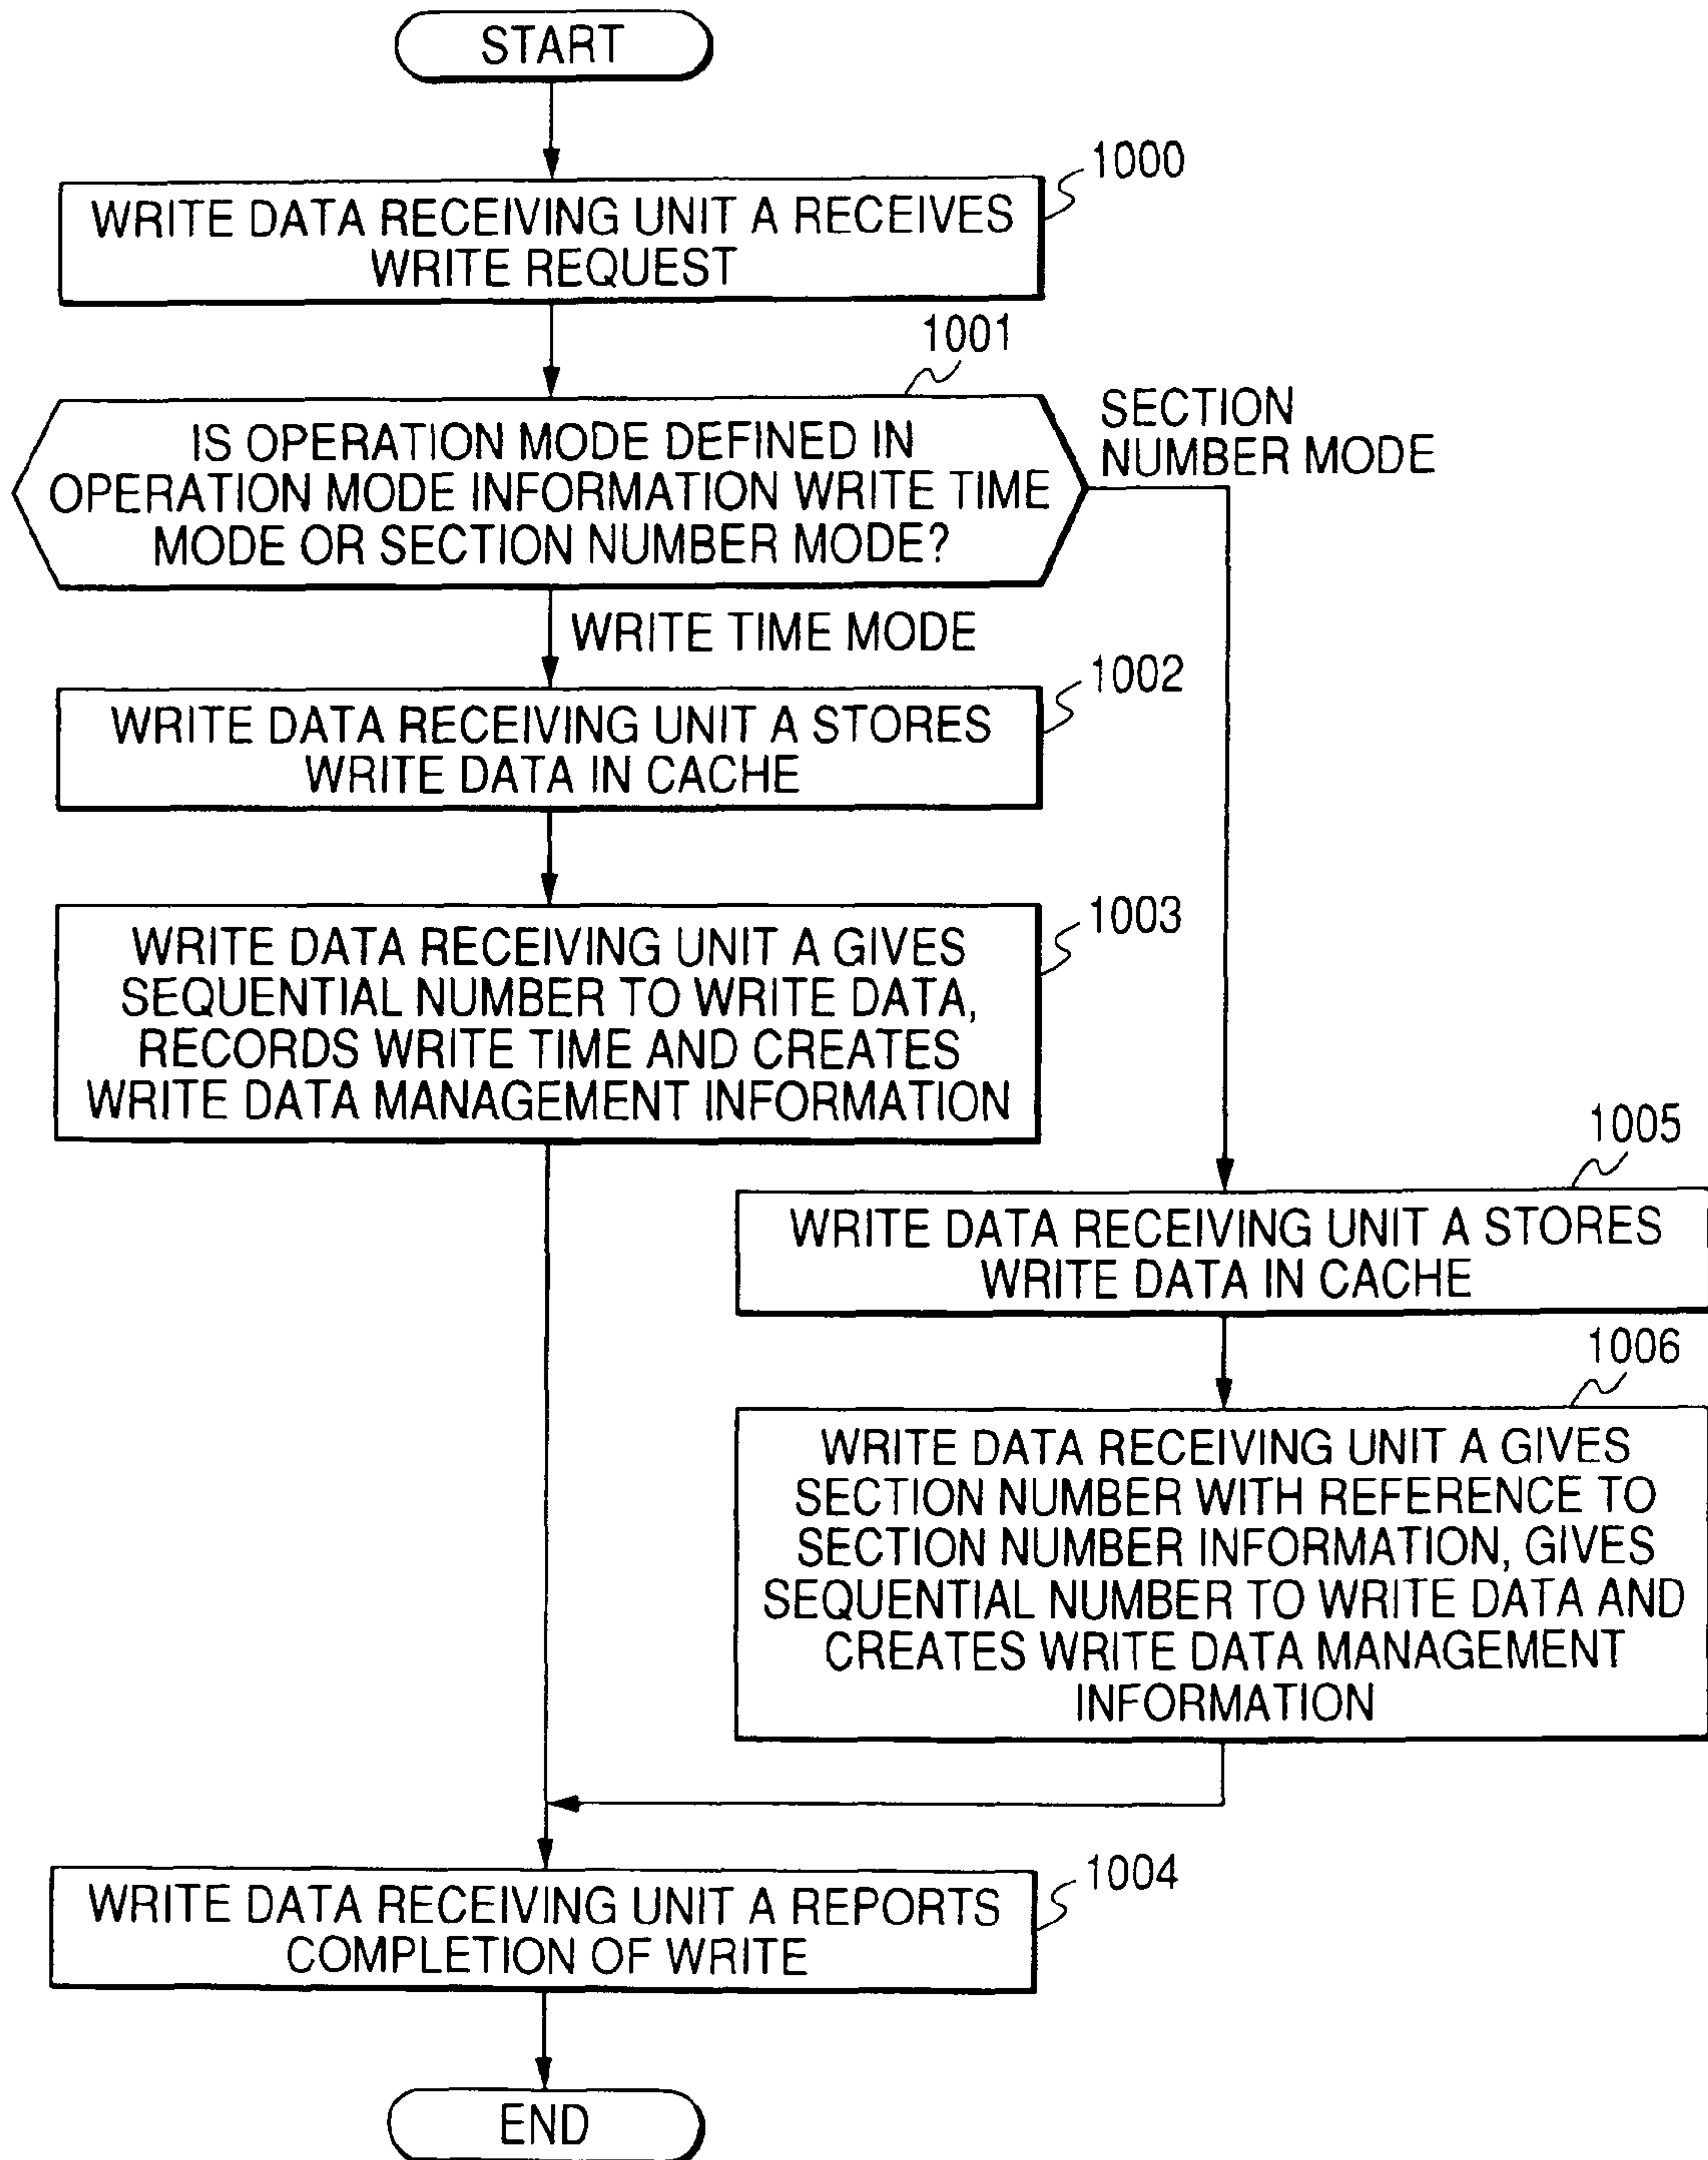 START
1000
WRITE DATA RECEIVING UNIT A RECEIVES
WRITE REQUEST
1001
IS OPERATION MODE DEFINED IN
OPERATION MODE INFORMATION WRITE TIME
MODE OR SECTION NUMBER MODE?
SECTION
NUMBER MODE
WRITE TIME MODE
1002
WRITE DATA RECEIVING UNIT A STORES
WRITE DATA IN CACHE
1003
WRITE DATA RECEIVING UNIT A GIVES
SEQUENTIAL NUMBER TO WRITE DATA,
RECORDS WRITE TIME AND CREATES
WRITE DATA MANAGEMENT INFORMATION
1005
WRITE DATA RECEIVING UNIT A STORES
WRITE DATA IN CACHE
1006
WRITE DATA RECEIVING UNIT A GIVES
SECTION NUMBER WITH REFERENCE TO
SECTION NUMBER INFORMATION, GIVES
SEQUENTIAL NUMBER TO WRITE DATA AND
CREATES WRITE DATA MANAGEMENT
INFORMATION
1004
WRITE DATA RECEIVING UNIT A REPORTS
COMPLETION OF WRITE
END